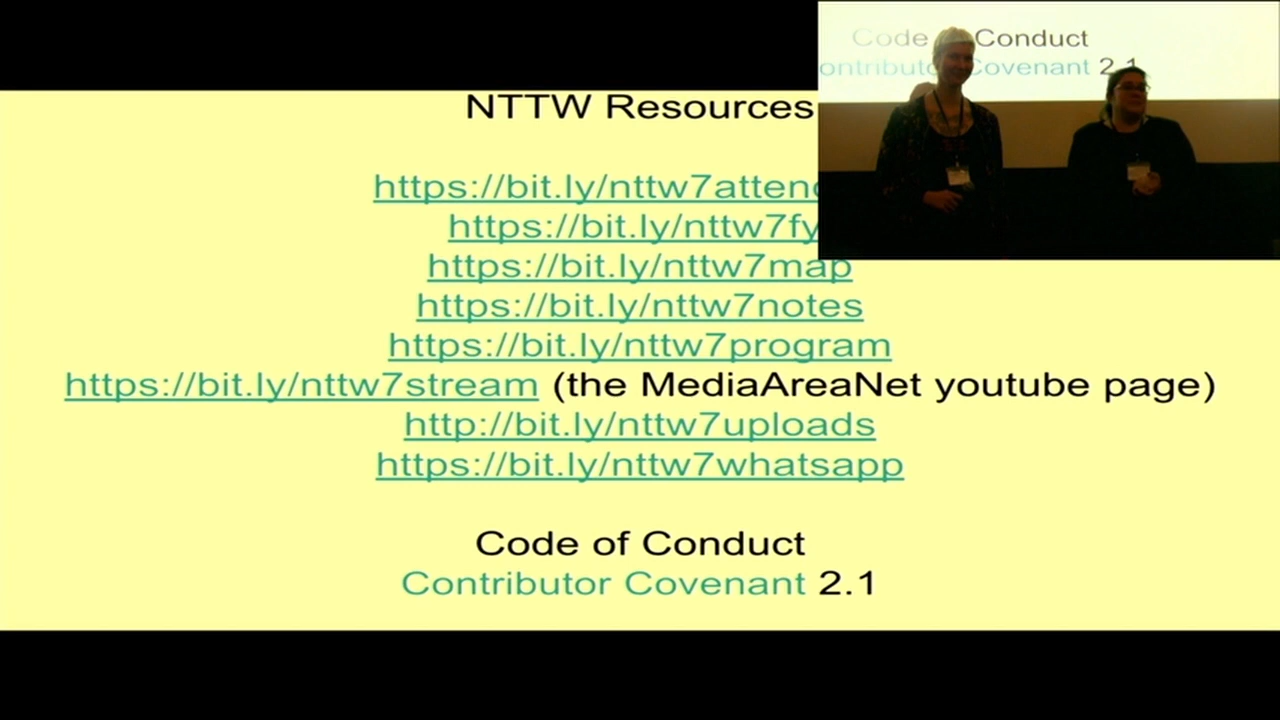 NTTW Resources
https://bit.ly/nttw7atten
https://bit.ly/nttw7fy
https://bit.ly/nttw7map
https://bit.ly/nttw7notes
https://bit.ly/nttw7program
https://bit.ly/nttw7stream (the MediaAreaNet youtube page)
http://bit.ly/nttw7uploads
https://bit.ly/nttw7whatsapp
Code of Conduct
Contributor Covenant 2.1
Code Conduct
Covenant 2.1